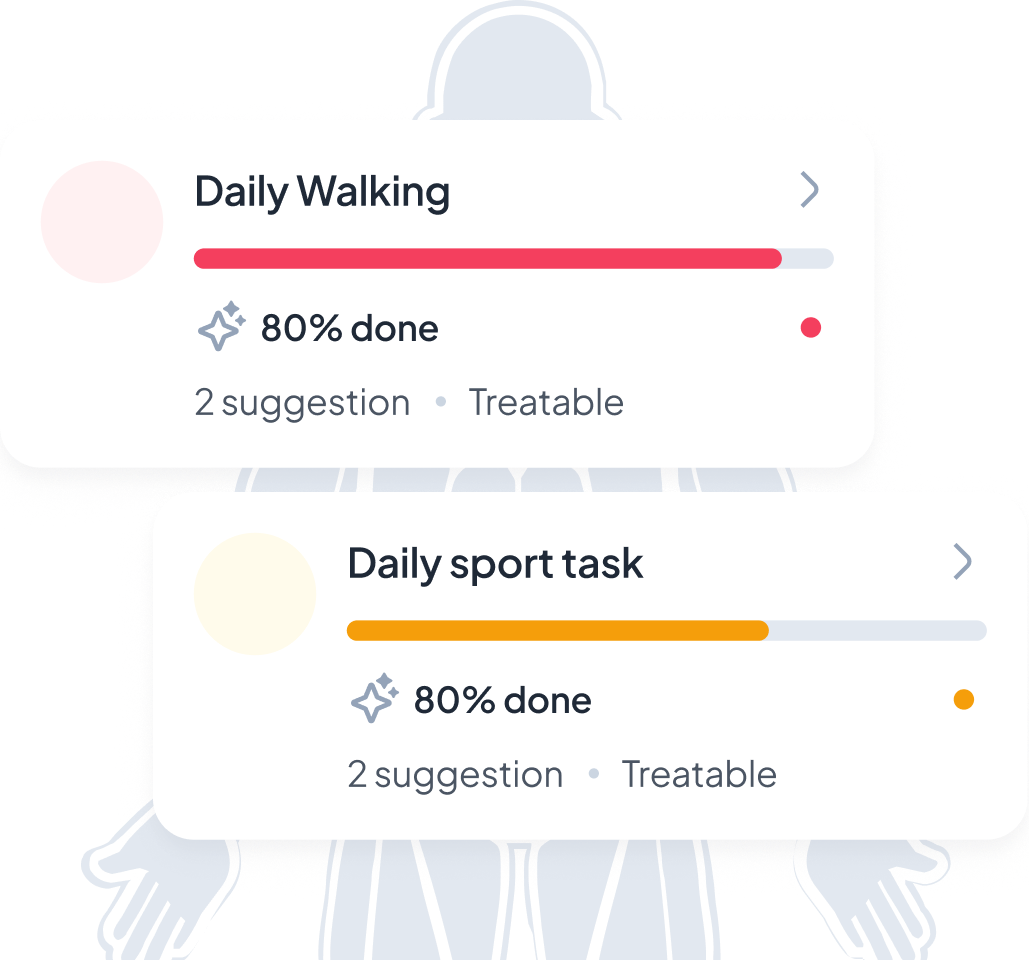 Daily Walking
80% done
2 suggestion • Treatable
Daily sport task
80% done
2 suggestion • Treatable